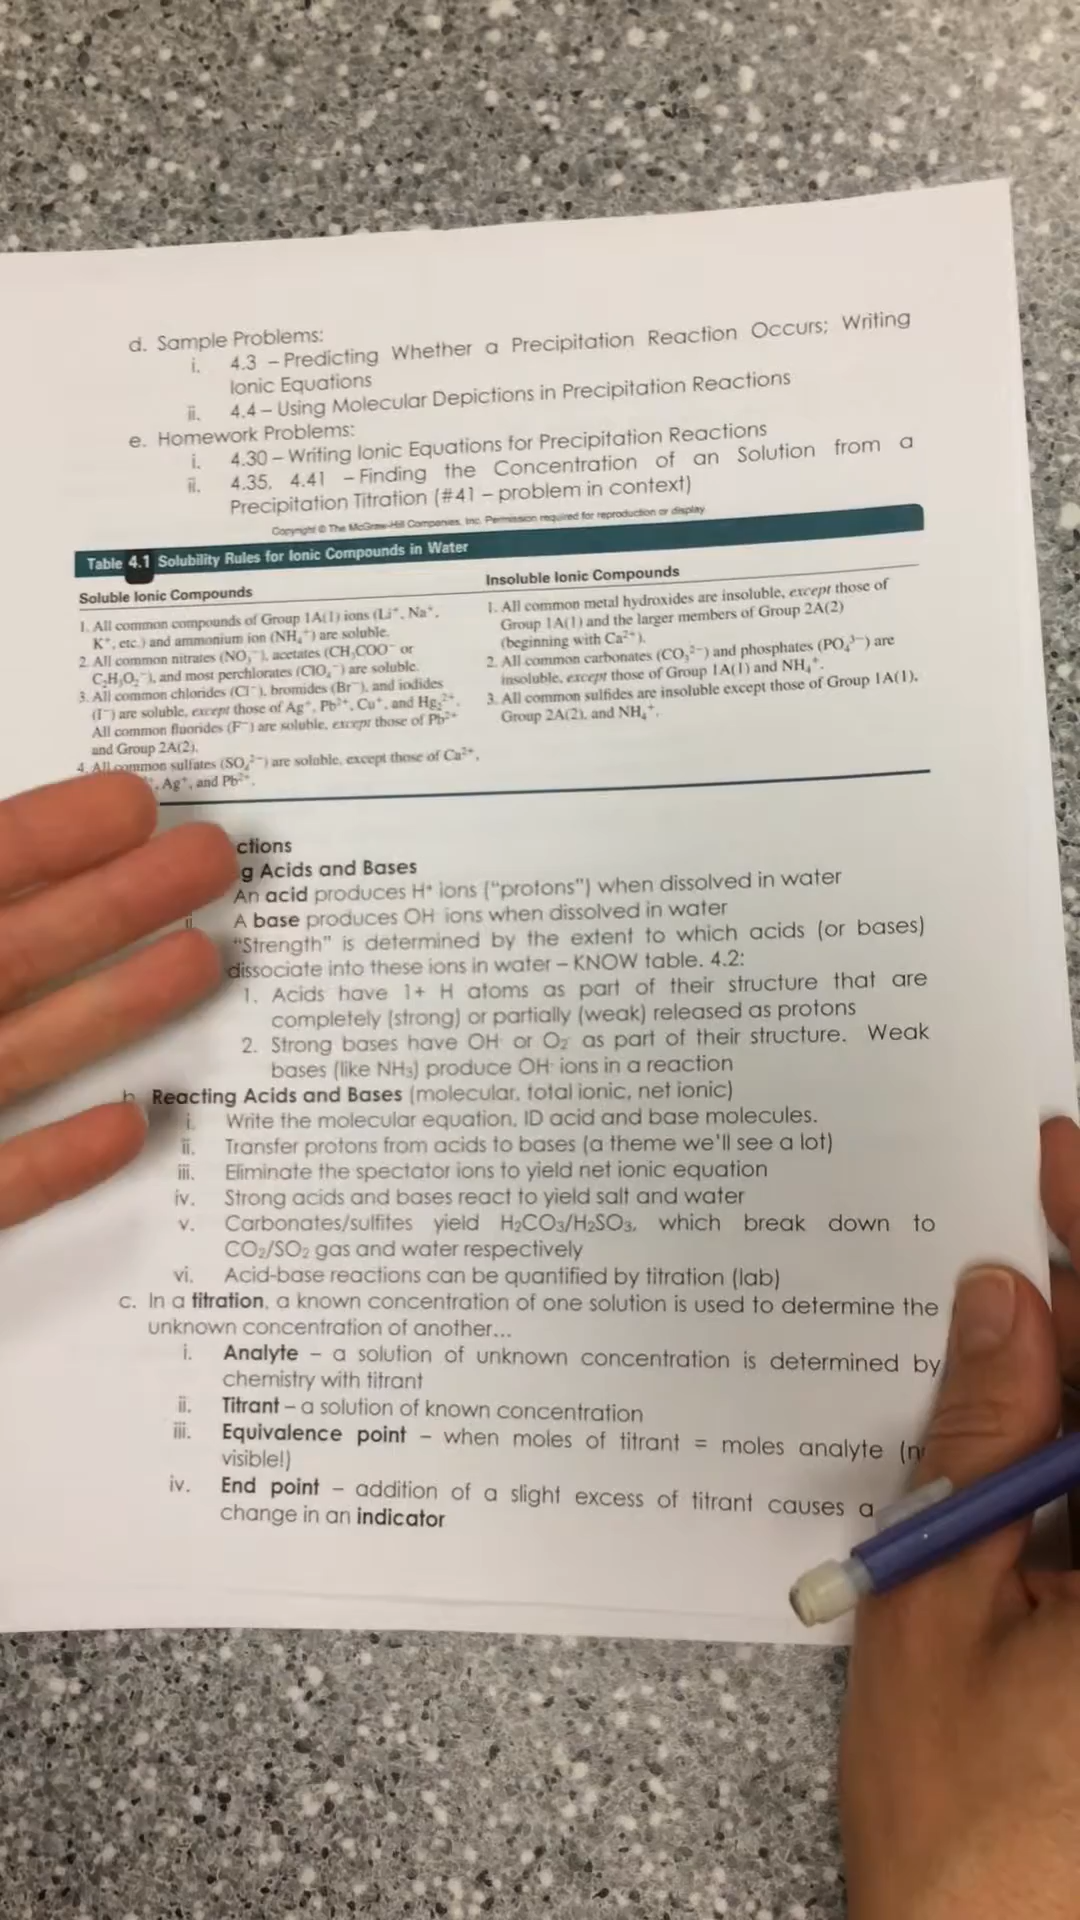 d. Sample Problems:
i. 4.3 – Predicting Whether a Precipitation Reaction Occurs; Writing
Ionic Equations
ii. 4.4 – Using Molecular Depictions in Precipitation Reactions
e. Homework Problems:
i. 4.30 – Writing Ionic Equations for Precipitation Reactions
ii. 4.35, 4.41 – Finding the Concentration of an Solution from a
Precipitation Titration (#41 – problem in context)
Copyright © The McGraw-Hill Companies, Inc. Permission required for reproduction or display.
Table 4.1 Solubility Rules for Ionic Compounds in Water
Soluble Ionic Compounds
1. All common compounds of Group 1A(1) ions (Li⁺, Na⁺,
K⁺, etc.) and ammonium ion (NH₄⁺) are soluble.
2. All common nitrates (NO₃⁻), acetates (CH₃COO⁻ or
C₂H₃O₂⁻), and most perchlorates (ClO₄⁻) are soluble.
3. All common chlorides (Cl⁻), bromides (Br⁻), and iodides
(I⁻) are soluble, except those of Ag⁺, Pb²⁺, Cu⁺, and Hg₂²⁺.
All common fluorides (F⁻) are soluble, except those of Pb²⁺
and Group 2A(2).
4. All common sulfates (SO₄²⁻) are soluble, except those of Ca²⁺,
, Ag⁺, and Pb²⁺.
Insoluble Ionic Compounds
1. All common metal hydroxides are insoluble, except those of
Group 1A(1) and the larger members of Group 2A(2)
(beginning with Ca²⁺).
2. All common carbonates (CO₃²⁻) and phosphates (PO₄³⁻) are
insoluble, except those of Group 1A(1) and NH₄⁺.
3. All common sulfides are insoluble except those of Group 1A(1),
Group 2A(2), and NH₄⁺.
ctions
g Acids and Bases
An acid produces H⁺ ions ("protons") when dissolved in water
ii. A base produces OH⁻ ions when dissolved in water
"Strength" is determined by the extent to which acids (or bases)
dissociate into these ions in water – KNOW table. 4.2:
1. Acids have 1+ H atoms as part of their structure that are
completely (strong) or partially (weak) released as protons
2. Strong bases have OH⁻ or O₂⁻ as part of their structure. Weak
bases (like NH₃) produce OH⁻ ions in a reaction
b. Reacting Acids and Bases (molecular, total ionic, net ionic)
i. Write the molecular equation, ID acid and base molecules.
ii. Transfer protons from acids to bases (a theme we'll see a lot)
iii. Eliminate the spectator ions to yield net ionic equation
iv. Strong acids and bases react to yield salt and water
v. Carbonates/sulfites yield H₂CO₃/H₂SO₃, which break down to
CO₂/SO₂ gas and water respectively
vi. Acid-base reactions can be quantified by titration (lab)
c. In a titration, a known concentration of one solution is used to determine the
unknown concentration of another...
i. Analyte – a solution of unknown concentration is determined by
chemistry with titrant
ii. Titrant – a solution of known concentration
iii. Equivalence point – when moles of titrant = moles analyte (n
visible!)
iv. End point – addition of a slight excess of titrant causes a
change in an indicator